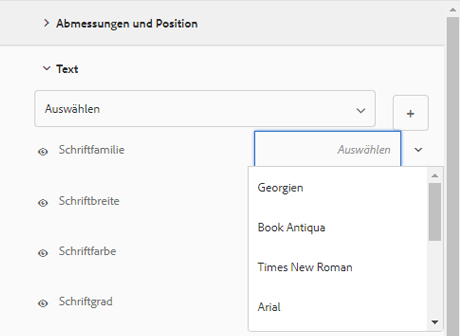 Abmessungen und Position
Text
Auswählen
+
Schriftfamilie
Auswählen
Georgien
Schriftbreite
Book Antiqua
Schriftfarbe
Times New Roman
Schriftgrad
Arial